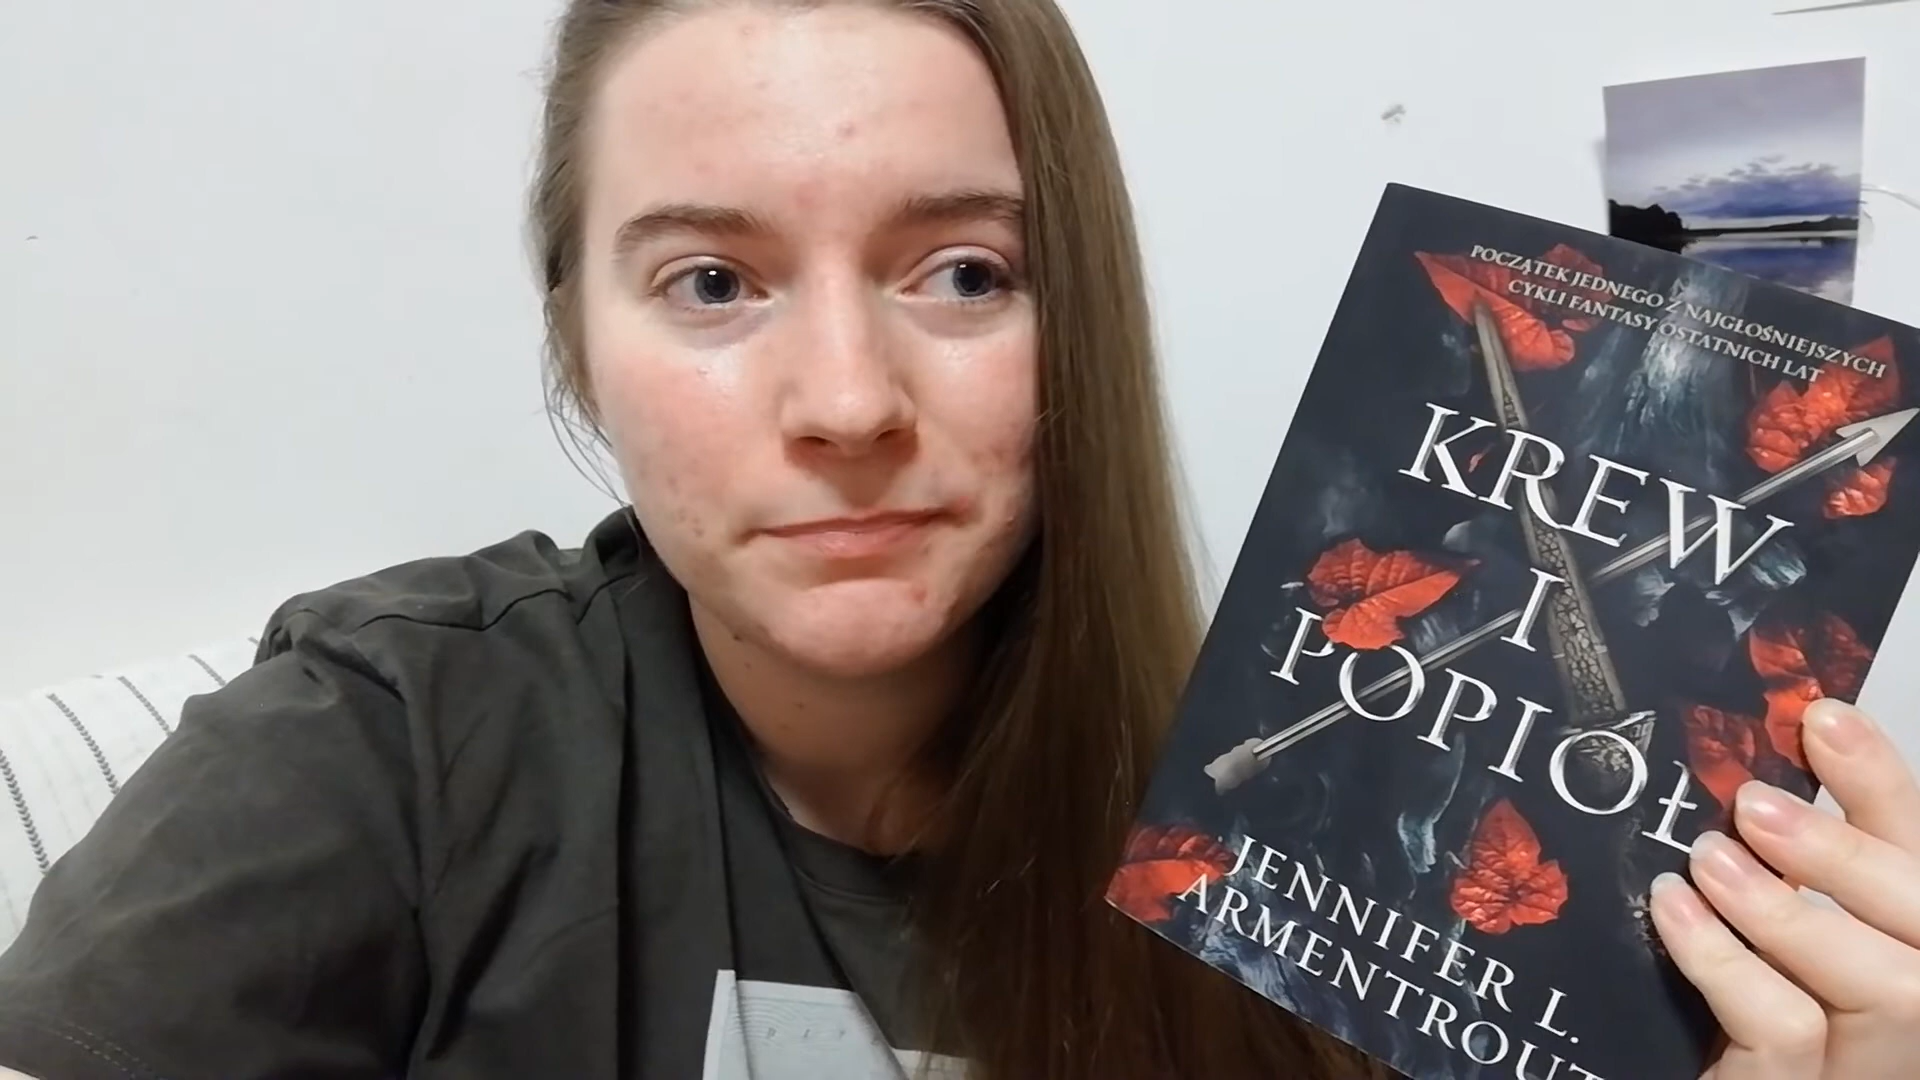 POCZĄTEK JEDNEGO Z NAJGŁOŚNIEJSZYCH
CYKLI FANTASY OSTATNICH LAT
KREW
I
POPIÓŁ
JENNIFER L.
ARMENTROUT